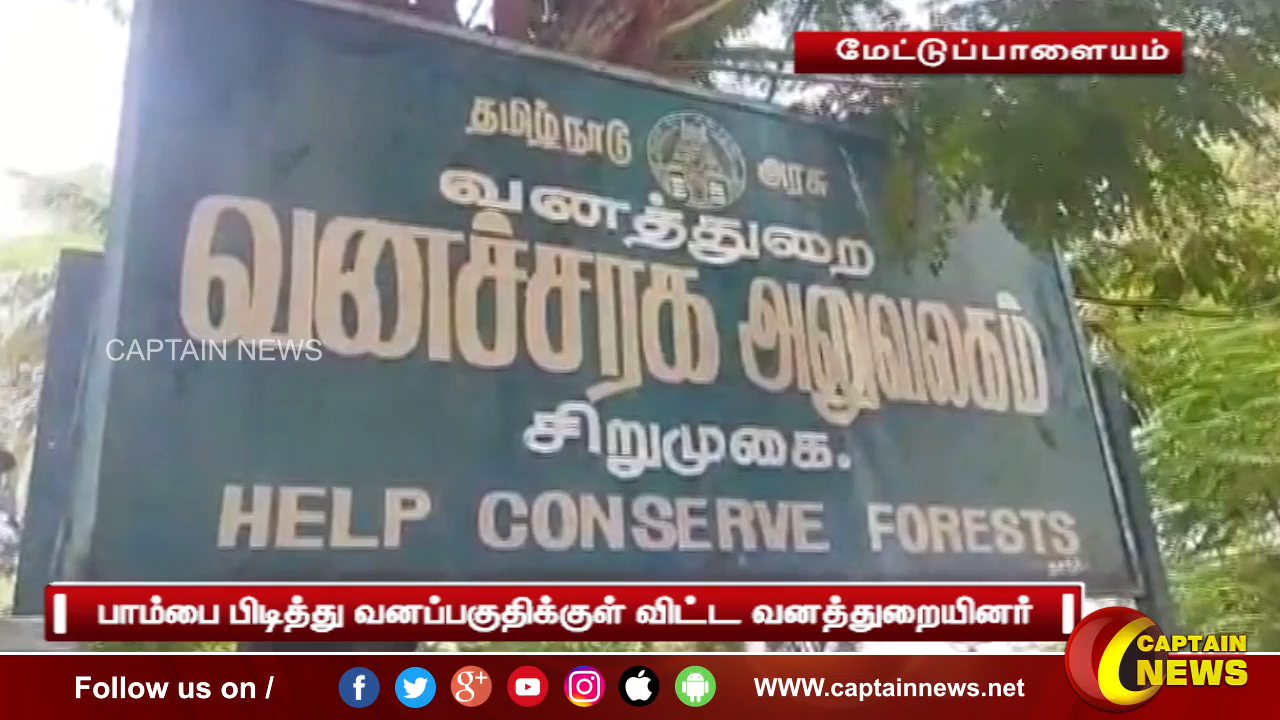 மேட்டுப்பாளையம்
தமிழ்நாடு அரசு
வனத்துறை
வனச்சரக அலுவலகம்
CAPTAIN NEWS
சிறுமுகை.
HELP CONSERVE FORESTS
பாம்பை பிடித்து வனப்பகுதிக்குள் விட்ட வனத்துறையினர்
Follow us on / WWW.captainnews.net
CAPTAIN
NEWS